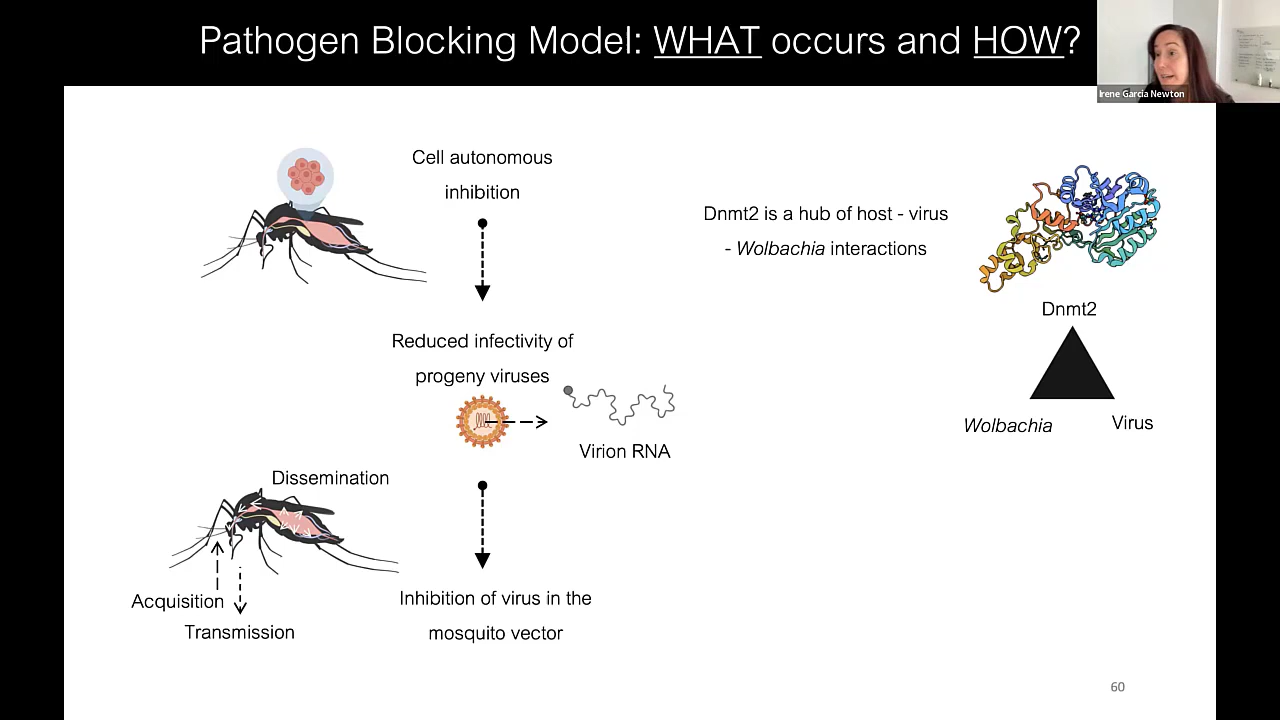 Pathogen Blocking Model: WHAT occurs and HOW?
Irene Garcia Newton
Cell autonomous
inhibition
Reduced infectivity of
progeny viruses
Virion RNA
Dissemination
Acquisition
Transmission
Inhibition of virus in the
mosquito vector
Dnmt2 is a hub of host - virus
- Wolbachia interactions
Dnmt2
Wolbachia
Virus
60